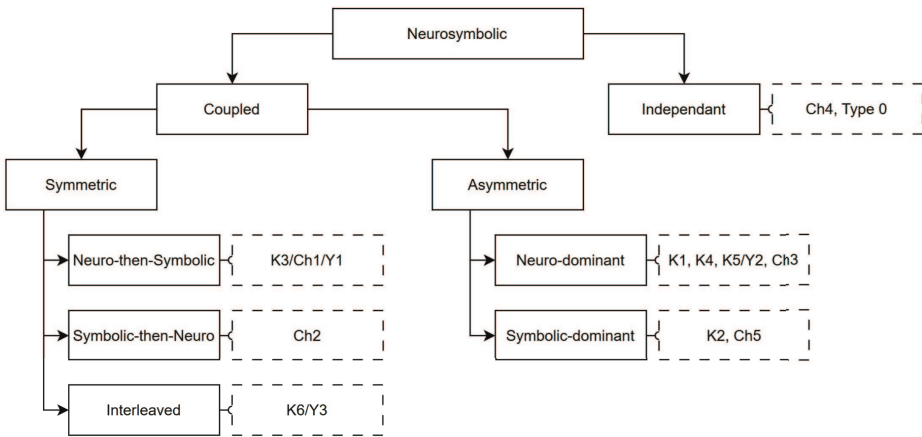 Neurosymbolic
Coupled
Independant
Ch4, Type 0
Symmetric
Asymmetric
Neuro-then-Symbolic
K3/Ch1/Y1
Neuro-dominant
K1, K4, K5/Y2, Ch3
Symbolic-then-Neuro
Ch2
Symbolic-dominant
K2, Ch5
Interleaved
K6/Y3